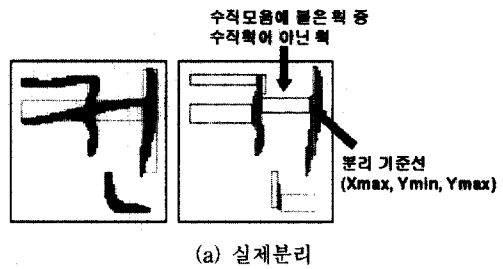 수직모음에 붙은 획 중
수직획이 아닌 획
분리 기준선
(Xmax, Ymin, Ymax)
(a) 실제분리